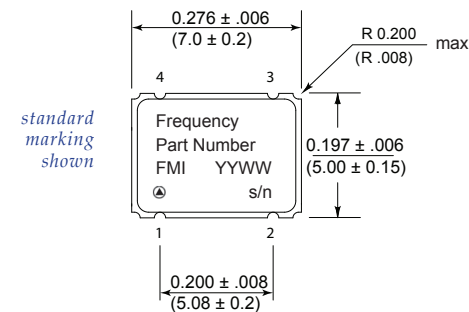 0.276 ± .006
(7.0 ± 0.2)
R 0.200
(R .008)
max
4
3
standard
marking
shown
Frequency
Part Number
FMI YYWW
s/n
0.197 ± .006
(5.00 ± 0.15)
1
2
0.200 ± .008
(5.08 ± 0.2)